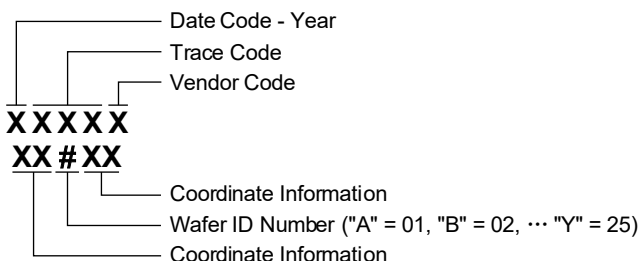 Date Code - Year
Trace Code
Vendor Code
XXXXX
XX#XX
Coordinate Information
Wafer ID Number ("A" = 01, "B" = 02, ··· "Y" = 25)
Coordinate Information